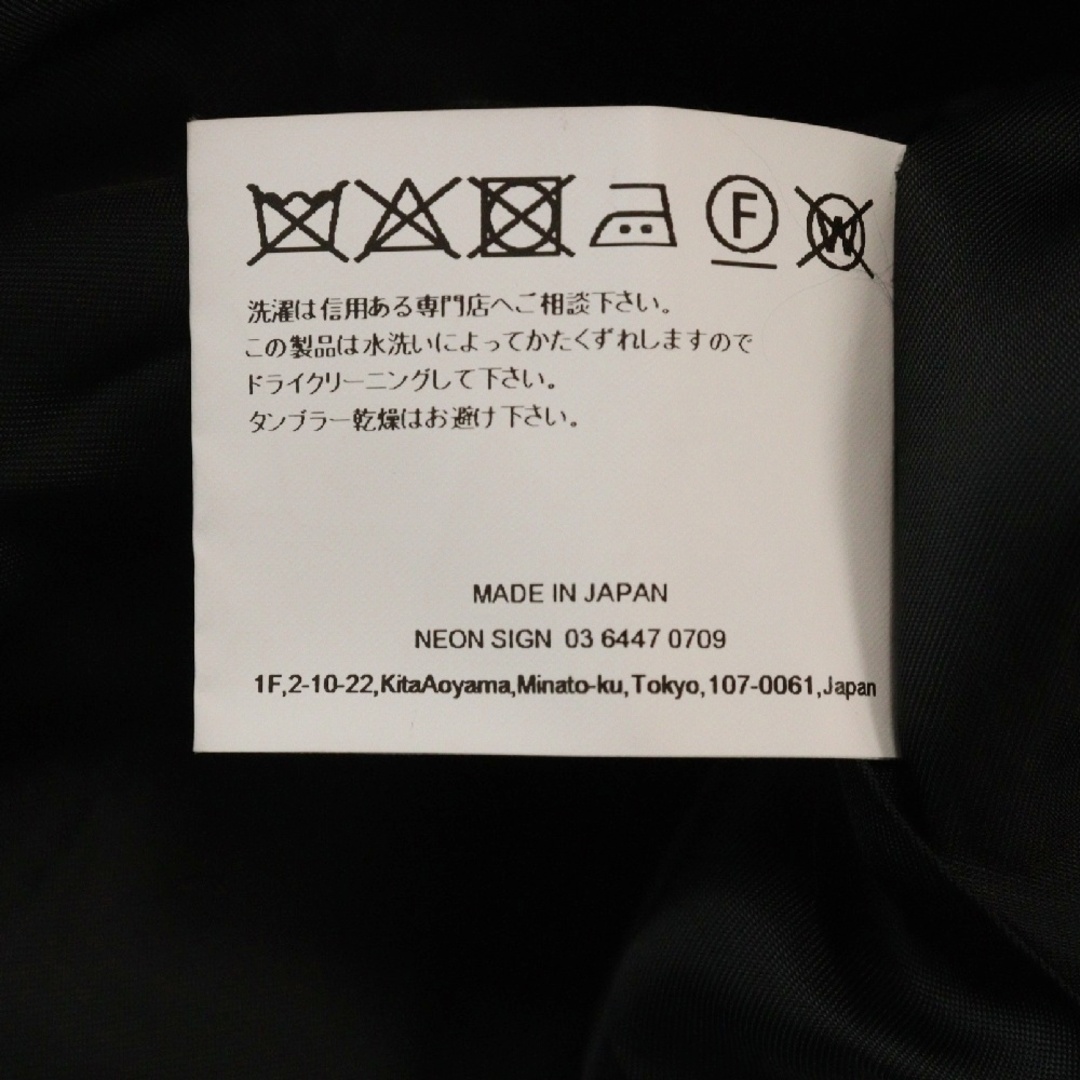 F W
洗濯は信用ある専門店へご相談下さい。
この製品は水洗いによってかたくずれしますので
ドライクリーニングして下さい。
タンブラー乾燥はお避け下さい。
MADE IN JAPAN
NEON SIGN 03 6447 0709
1F,2-10-22,KitaAoyama,Minato-ku,Tokyo,107-0061,Japan